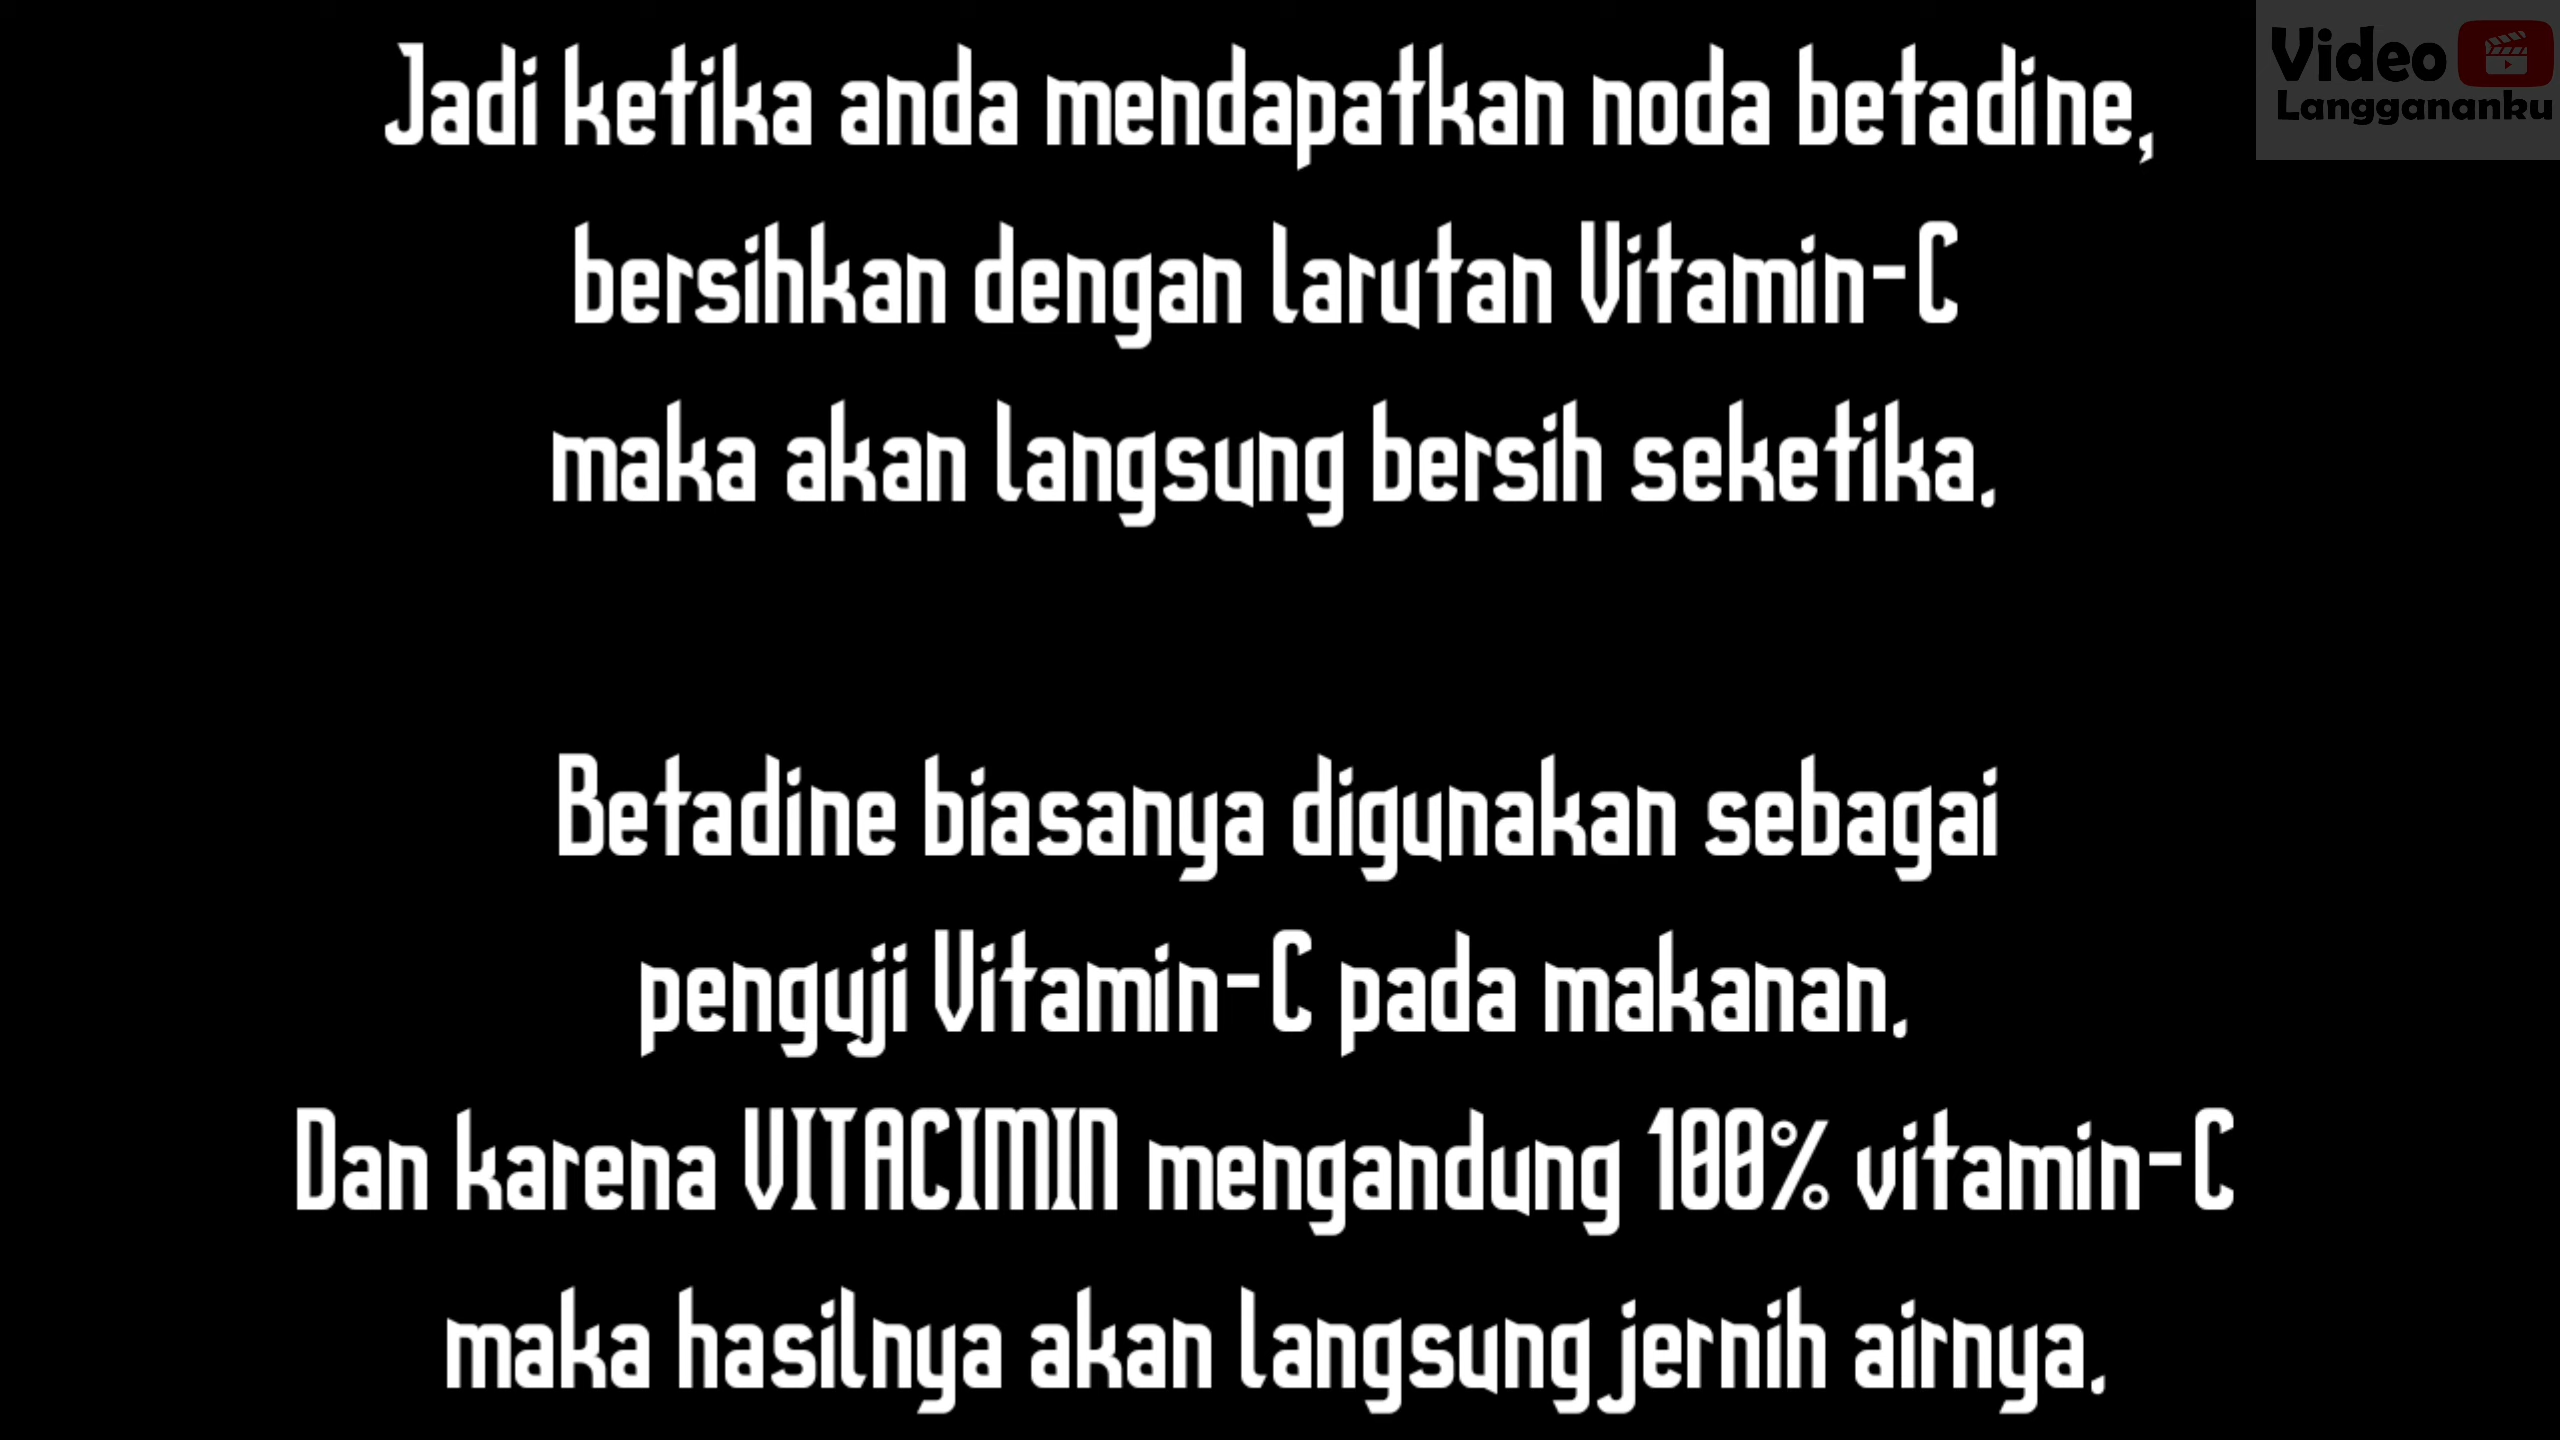 Jadi ketika anda mendapatkan noda betadine,
bersihkan dengan larutan Vitamin-C
maka akan langsung bersih seketika.
Betadine biasanya digunakan sebagai
penguji Vitamin-C pada makanan.
Dan karena VITACIMIN mengandung 100% vitamin-C
maka hasilnya akan langsung jernih airnya.
Video
Langgananku